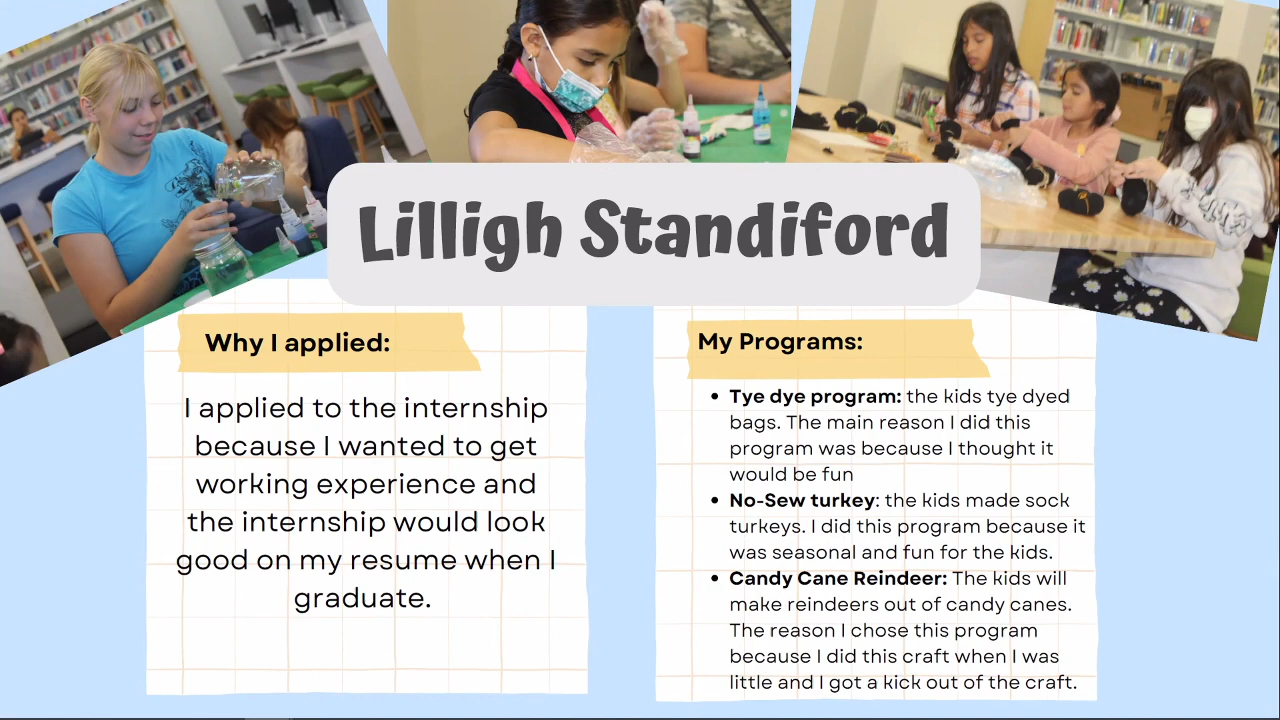 Lilligh Standiford
Why I applied:
I applied to the internship
because I wanted to get
working experience and
the internship would look
good on my resume when I
graduate.
My Programs:
• Tye dye program: the kids tye dyed
bags. The main reason I did this
program was because I thought it
would be fun
• No-Sew turkey: the kids made sock
turkeys. I did this program because it
was seasonal and fun for the kids.
• Candy Cane Reindeer: The kids will
make reindeers out of candy canes.
The reason I chose this program
because I did this craft when I was
little and I got a kick out of the craft.